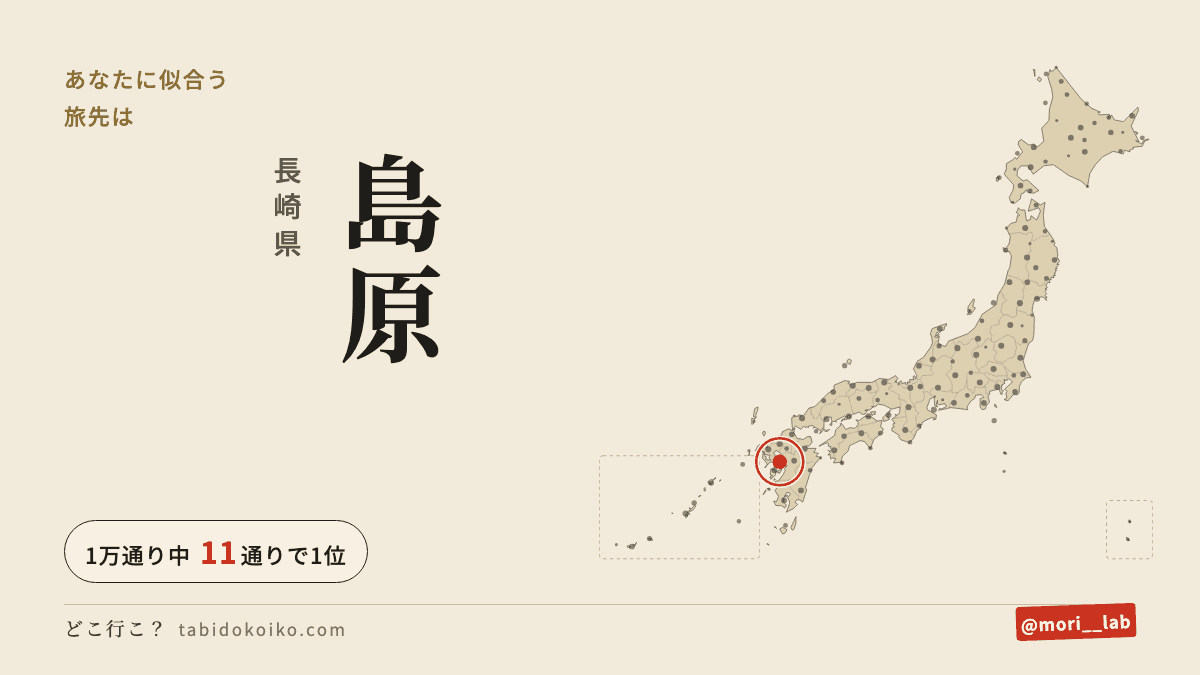 あなたに似合う
旅先は
島原
長崎県
1万通り中 11通りで1位
どこ行こ？ tabidokoiko.com
@mori__lab